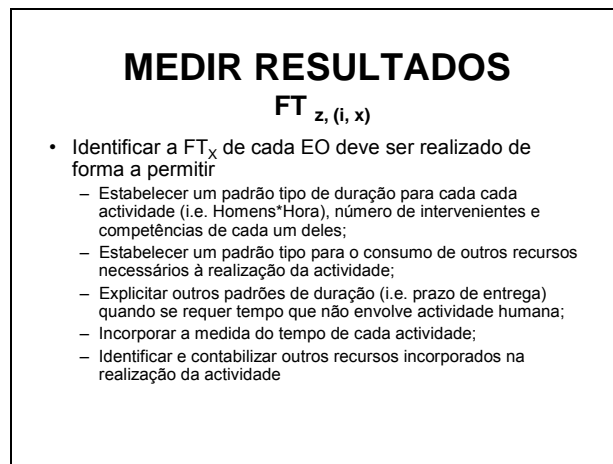 MEDIR RESULTADOS
FT z, (i, x)
• Identificar a FTX de cada EO deve ser realizado de
forma a permitir
– Estabelecer um padrão tipo de duração para cada cada
actividade (i.e. Homens*Hora), número de intervenientes e
competências de cada um deles;
– Estabelecer um padrão tipo para o consumo de outros recursos
necessários à realização da actividade;
– Explicitar outros padrões de duração (i.e. prazo de entrega)
quando se requer tempo que não envolve actividade humana;
– Incorporar a medida do tempo de cada actividade;
– Identificar e contabilizar outros recursos incorporados na
realização da actividade